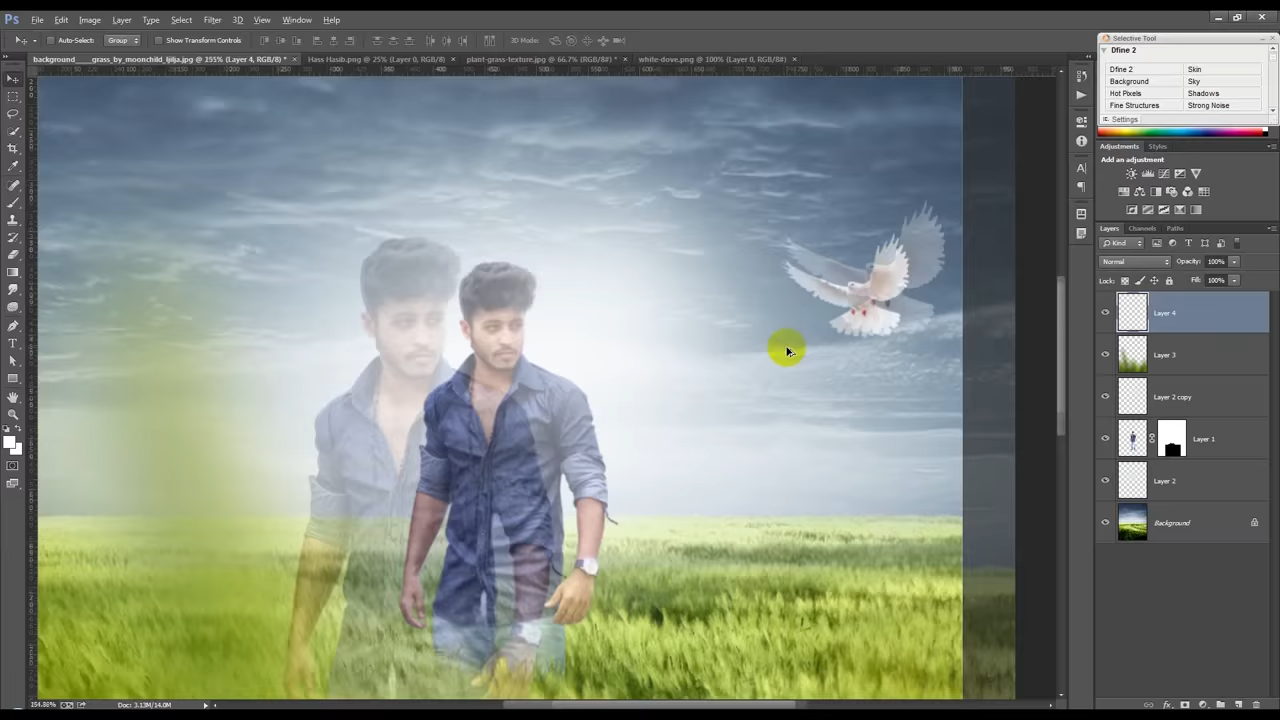 Ps File Edit Image Layer Type Select Filter 3D View Window Help
Auto-Select: Group Show Transform Controls 3D Mode:
background____grass_by_moonchild_ljilja.jpg @ 155% (Layer 4, RGB/8) * × Hass Hasib.png @ 25% (Layer 0, RGB/8) × plant-grass-texture.jpg @ 66.7% (RGB/8#) * × white-dove.png @ 100% (Layer 0, RGB/8#) ×
Selective Tool
Dfine 2
Dfine 2 Skin
Background Sky
Hot Pixels Shadows
Fine Structures Strong Noise
Settings
Adjustments Styles
Add an adjustment
Layers Channels Paths
Kind
Normal Opacity: 100%
Lock: Fill: 100%
Layer 4
Layer 3
Layer 2 copy
Layer 1
Layer 2
Background
Doc: 3.13M/14.0M